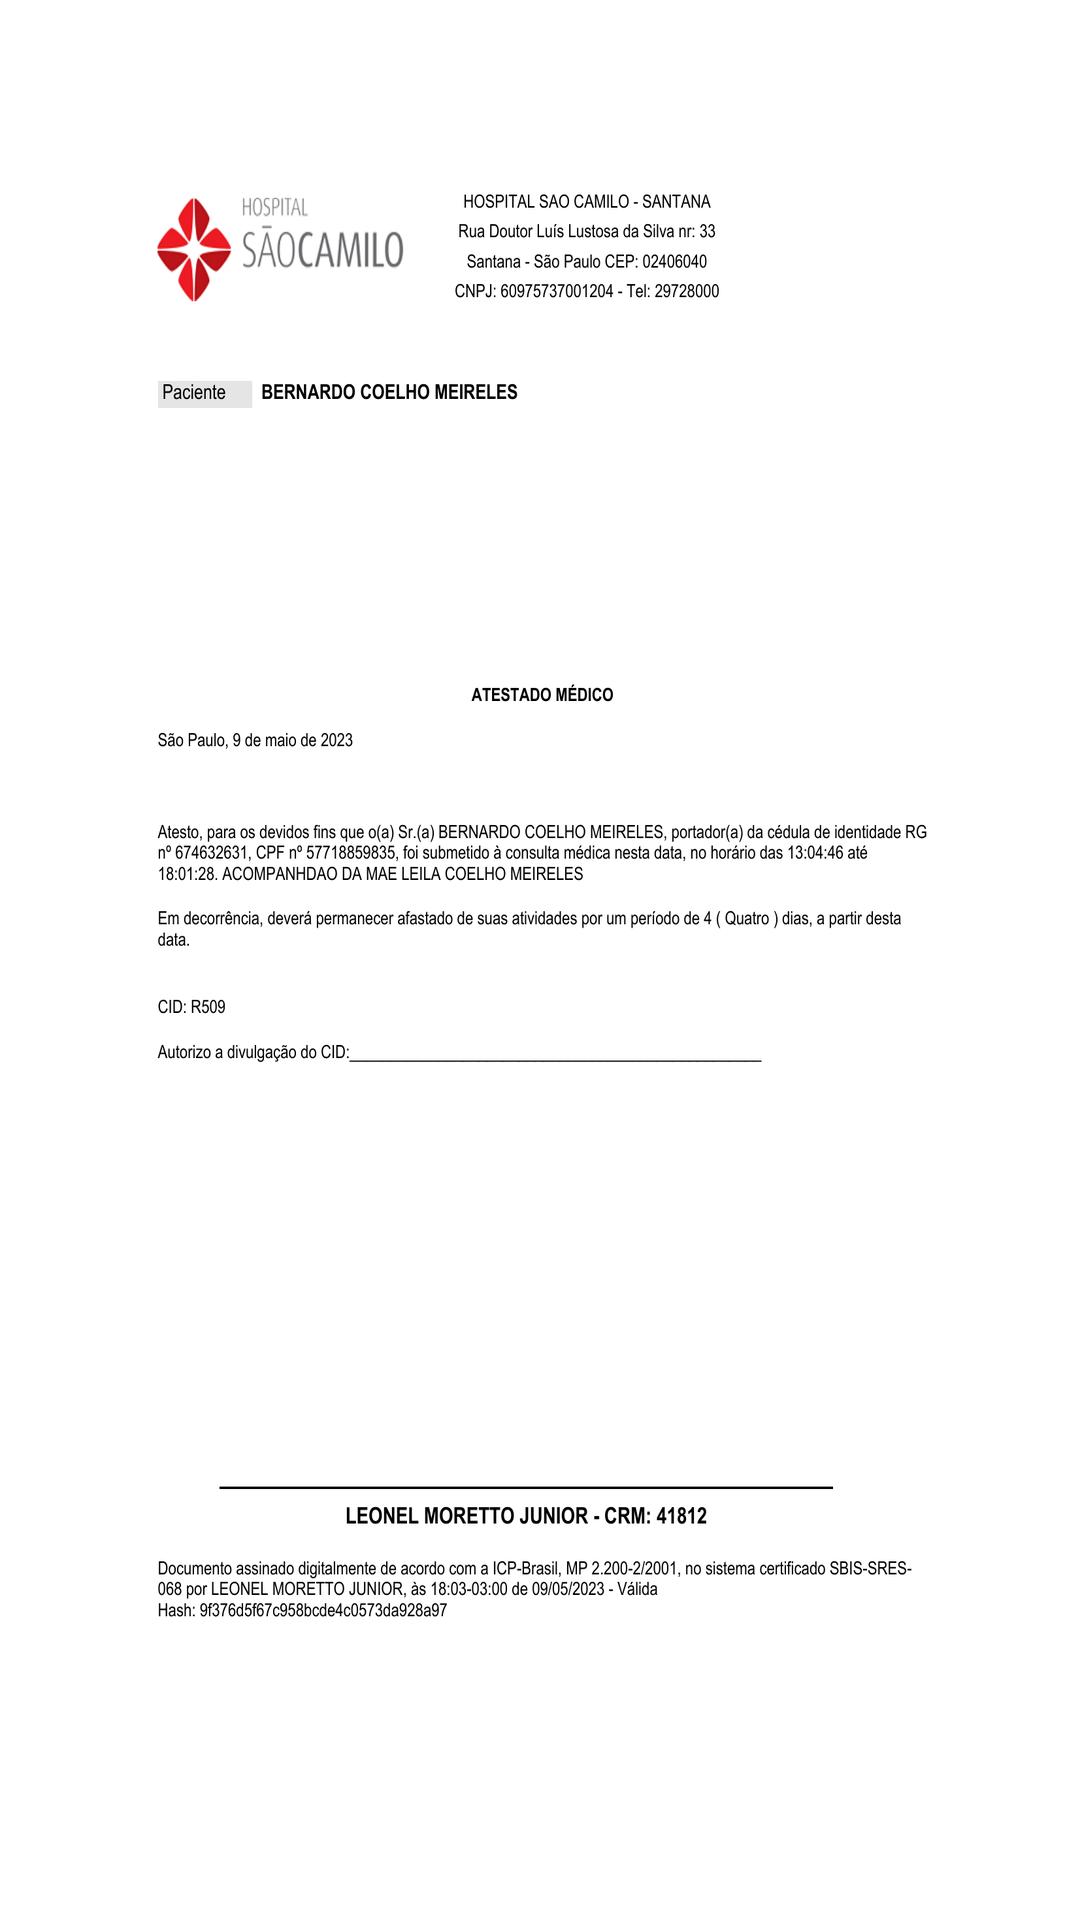 HOSPITAL
SÃOCAMILO
HOSPITAL SAO CAMILO - SANTANA
Rua Doutor Luís Lustosa da Silva nr: 33
Santana - São Paulo CEP: 02406040
CNPJ: 60975737001204 - Tel: 29728000
Paciente BERNARDO COELHO MEIRELES
ATESTADO MÉDICO
São Paulo, 9 de maio de 2023
Atesto, para os devidos fins que o(a) Sr.(a) BERNARDO COELHO MEIRELES, portador(a) da cédula de identidade RG
nº 674632631, CPF nº 57718859835, foi submetido à consulta médica nesta data, no horário das 13:04:46 até
18:01:28. ACOMPANHDAO DA MAE LEILA COELHO MEIRELES
Em decorrência, deverá permanecer afastado de suas atividades por um período de 4 ( Quatro ) dias, a partir desta
data.
CID: R509
Autorizo a divulgação do CID:_______________________________________________
LEONEL MORETTO JUNIOR - CRM: 41812
Documento assinado digitalmente de acordo com a ICP-Brasil, MP 2.200-2/2001, no sistema certificado SBIS-SRES-
068 por LEONEL MORETTO JUNIOR, às 18:03-03:00 de 09/05/2023 - Válida
Hash: 9f376d5f67c958bcde4c0573da928a97